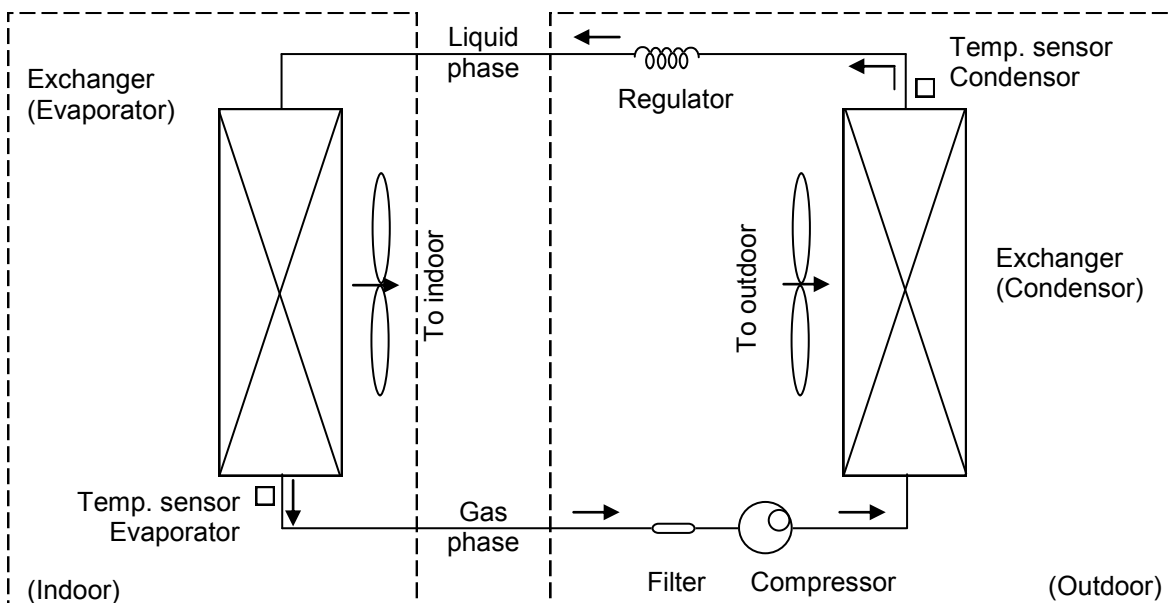 Exchanger
(Evaporator)
Liquid
phase
Regulator
Temp. sensor
Condensor
To indoor
To outdoor
Exchanger
(Condensor)
Temp. sensor
Evaporator
Gas
phase
Filter
Compressor
(Indoor)
(Outdoor)